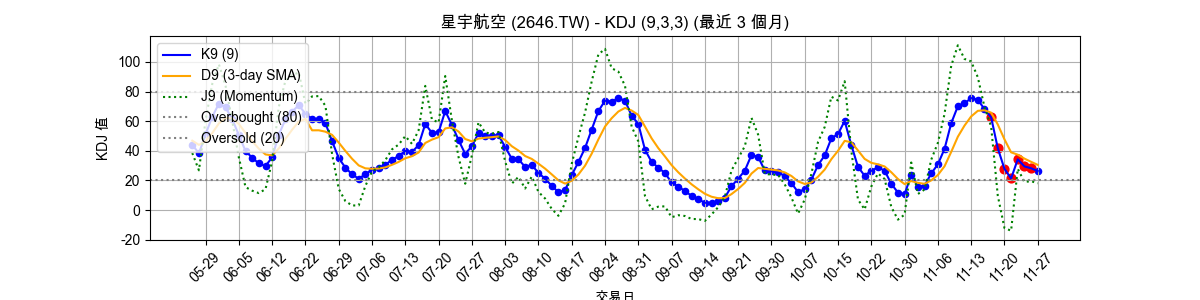 星宇航空 (2646.TW) - KDJ (9,3,3) (最近 3 個月)
K9 (9)
D9 (3-day SMA)
J9 (Momentum)
Overbought (80)
Oversold (20)
KDJ 值
100
80
60
40
20
0
-20
05-29 06-05 06-12 06-22 06-29 07-06 07-13 07-20 07-27 08-03 08-10 08-17 08-24 08-31 09-07 09-14 09-21 09-30 10-07 10-15 10-22 10-30 11-06 11-13 11-20 11-27
交易日